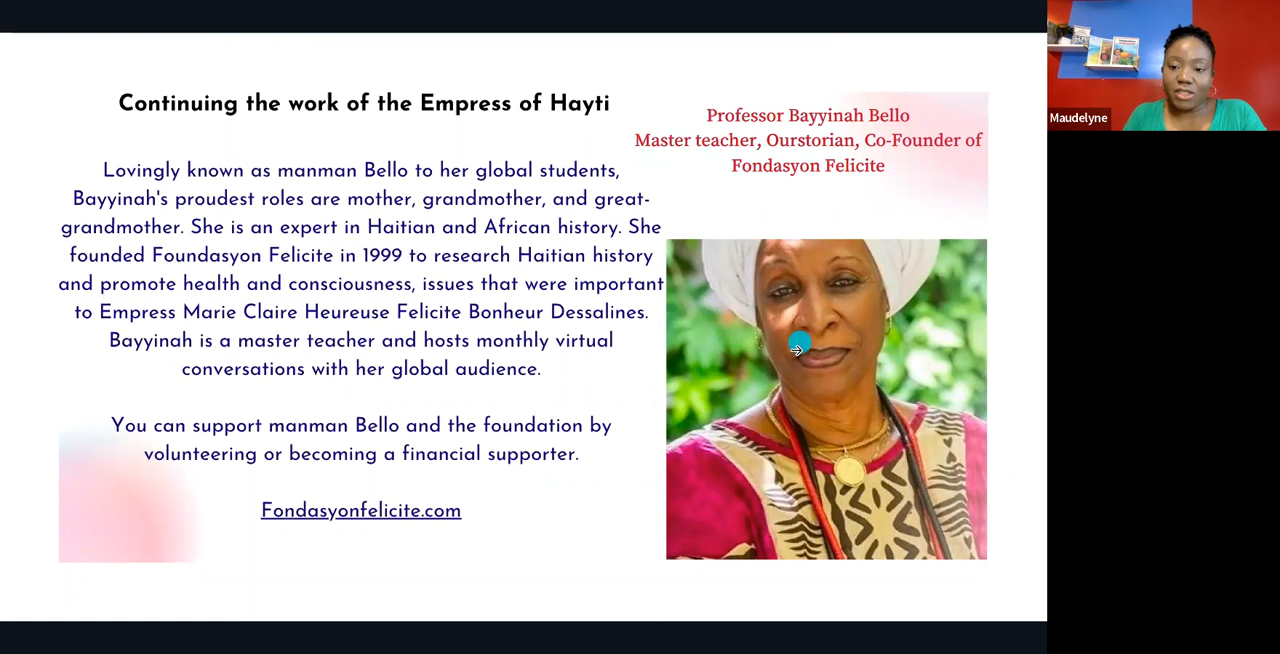 Continuing the work of the Empress of Hayti
Lovingly known as manman Bello to her global students,
Bayyinah's proudest roles are mother, grandmother, and great-
grandmother. She is an expert in Haitian and African history. She
founded Foundasyon Felicite in 1999 to research Haitian history
and promote health and consciousness, issues that were important
to Empress Marie Claire Heureuse Felicite Bonheur Dessalines.
Bayyinah is a master teacher and hosts monthly virtual
conversations with her global audience.
You can support manman Bello and the foundation by
volunteering or becoming a financial supporter.
Fondasyonfelicite.com
Professor Bayyinah Bello
Master teacher, Ourstorian, Co-Founder of
Fondasyon Felicite
Maudelyne